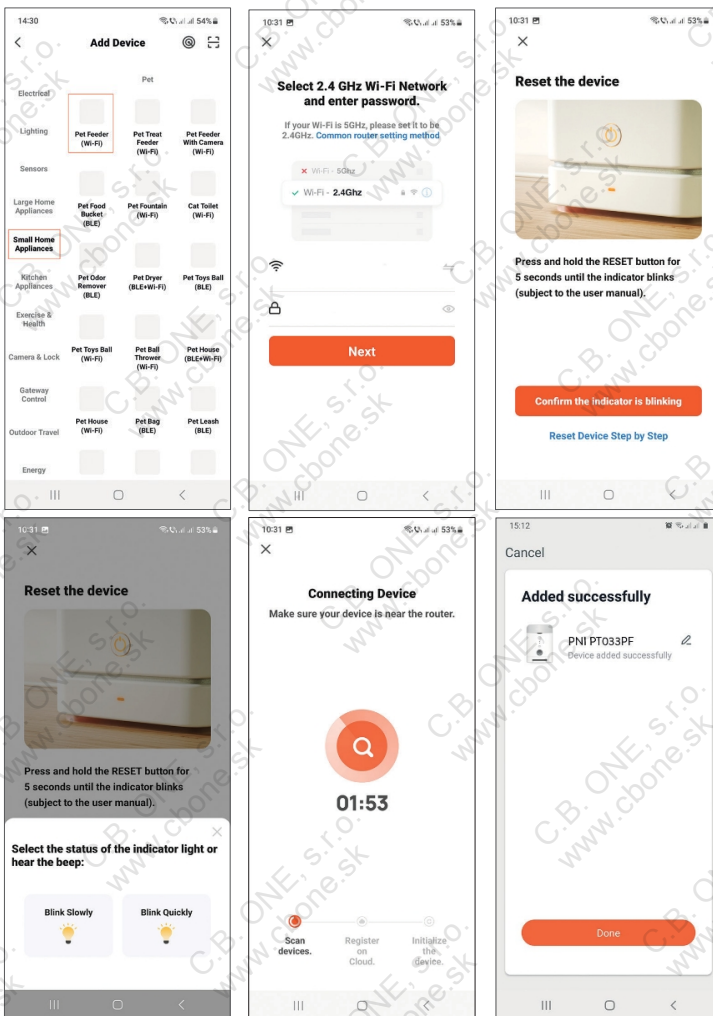 14:30
54%
Add Device
Electrical
Lighting
Sensors
Large Home
Appliances
Small Home
Appliances
Kitchen
Appliances
Exercise &
Health
Camera & Lock
Gateway
Control
Outdoor Travel
Energy
Pet
Pet Feeder
(Wi-Fi)
Pet Treat
Feeder
(Wi-Fi)
Pet Feeder
With Camera
(Wi-Fi)
Pet Food
Bucket
(BLE)
Pet Fountain
(Wi-Fi)
Cat Toilet
(Wi-Fi)
Pet Odor
Remover
(BLE)
Pet Dryer
(BLE+Wi-Fi)
Pet Toys Ball
(BLE)
Pet Toys Ball
(Wi-Fi)
Pet Ball
Thrower
(Wi-Fi)
Pet House
(BLE+Wi-Fi)
Pet House
(Wi-Fi)
Pet Bag
(BLE)
Pet Leash
(BLE)
10:31
53%
Select 2.4 GHz Wi-Fi Network
and enter password.
If your Wi-Fi is 5GHz, please set it to be
2.4GHz. Common router setting method
Wi-Fi - 5Ghz
Wi-Fi - 2.4Ghz
Next
10:31
53%
Reset the device
Press and hold the RESET button for
5 seconds until the indicator blinks
(subject to the user manual).
Confirm the indicator is blinking
Reset Device Step by Step
10:31
53%
Reset the device
Press and hold the RESET button for
5 seconds until the indicator blinks
(subject to the user manual).
Select the status of the indicator light or
hear the beep:
Blink Slowly
Blink Quickly
10:31
53%
Connecting Device
Make sure your device is near the router.
01:53
Scan
devices.
Register
on
Cloud.
Initialize
the
device.
15:12
Cancel
Added successfully
PNI PT033PF
Device added successfully
Done
C.B. ONE, s.r.o.
www.cbone.sk